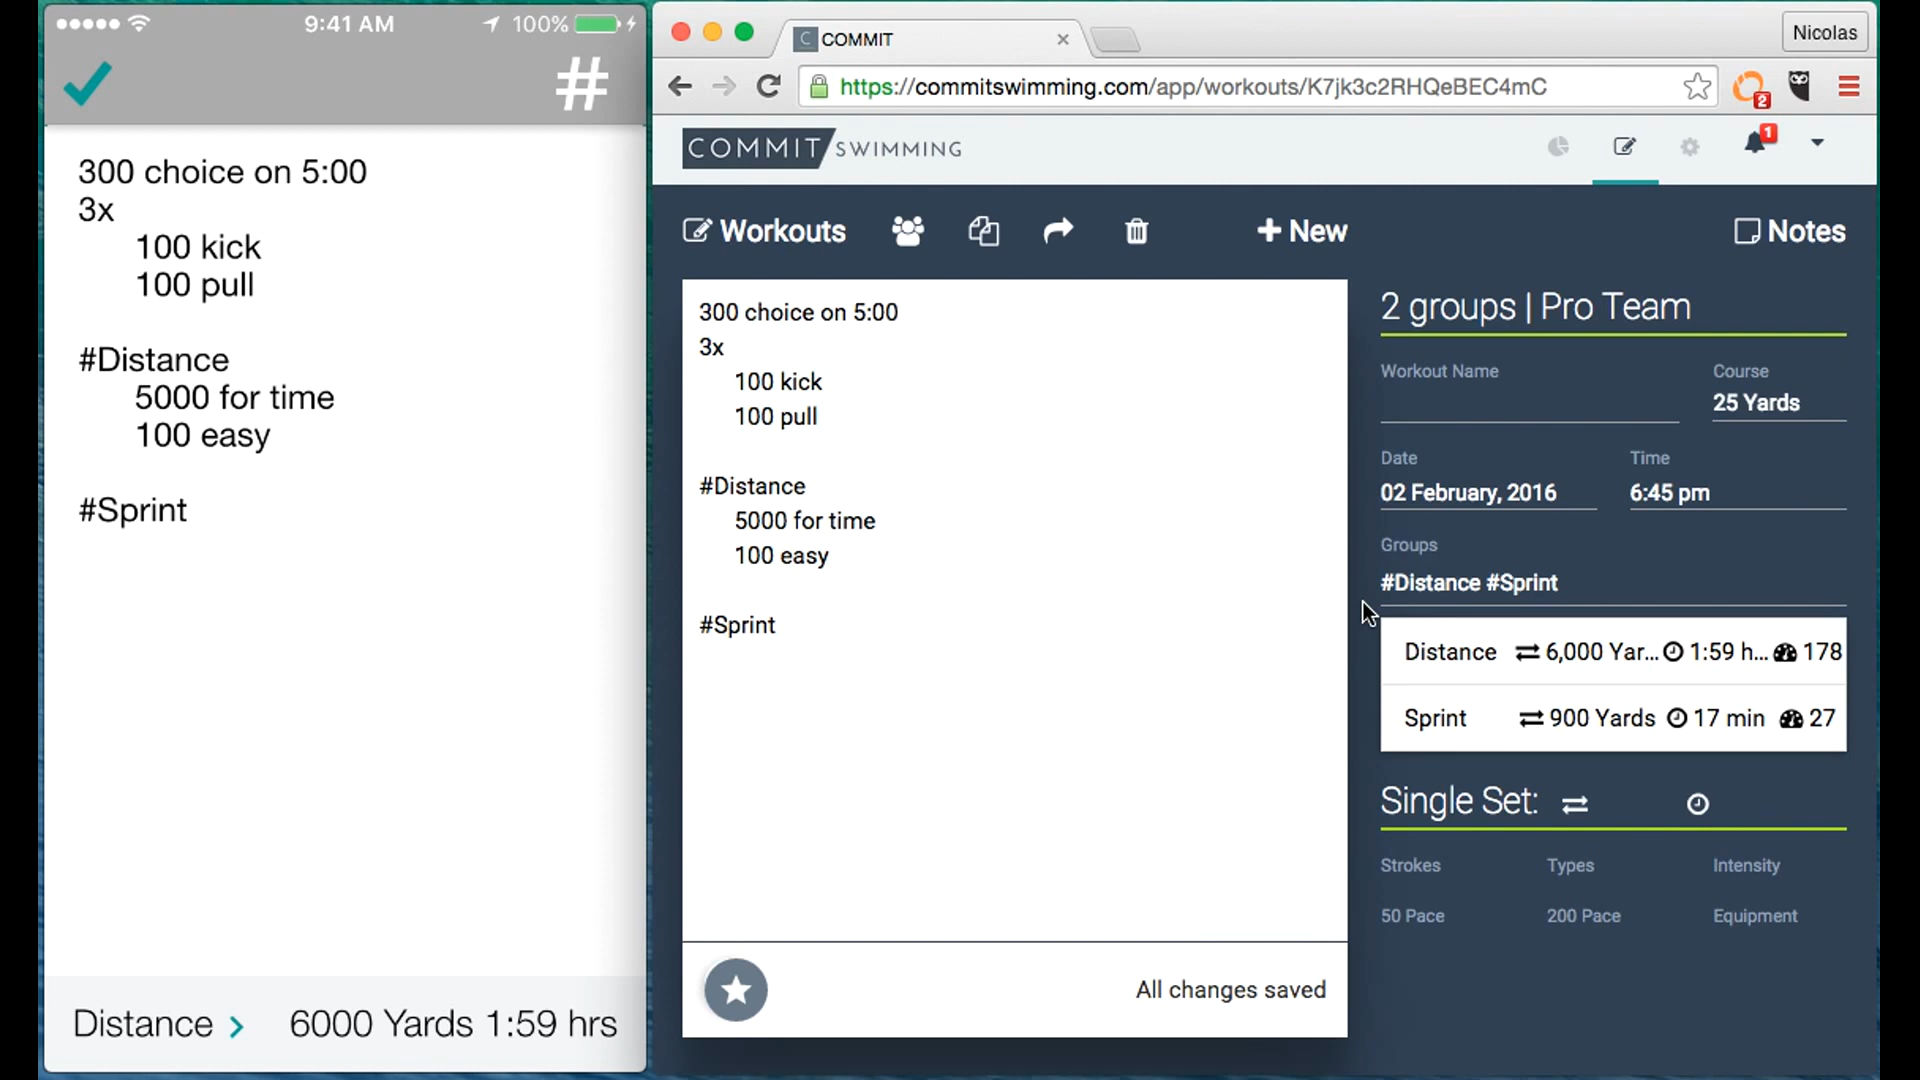 9:41 AM
100%
#
300 choice on 5:00
3x
100 kick
100 pull
#Distance
5000 for time
100 easy
#Sprint
Distance > 6000 Yards 1:59 hrs
C COMMIT
Nicolas
https://commitswimming.com/app/workouts/K7jk3c2RHQeBEC4mC
2
COMMIT SWIMMING
1
Workouts
+ New
Notes
300 choice on 5:00
3x
100 kick
100 pull
#Distance
5000 for time
100 easy
#Sprint
All changes saved
2 groups | Pro Team
Workout Name
Course
25 Yards
Date
Time
02 February, 2016
6:45 pm
Groups
#Distance #Sprint
Distance 6,000 Yar... 1:59 h... 178
Sprint 900 Yards 17 min 27
Single Set:
Strokes Types Intensity
50 Pace 200 Pace Equipment